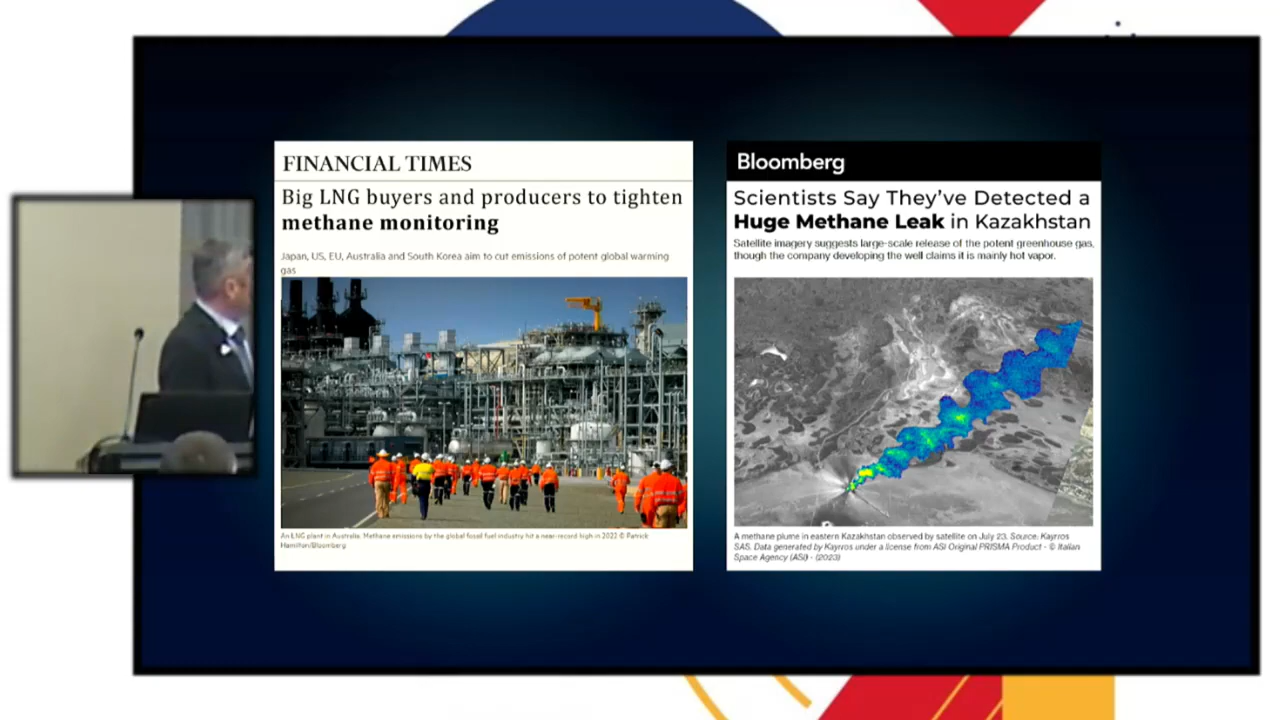 FINANCIAL TIMES
Big LNG buyers and producers to tighten
methane monitoring
Japan, US, EU, Australia and South Korea aim to cut emissions of potent global warming
gas
An LNG plant in Australia. Methane emissions by the global fossil fuel industry hit a near-record high in 2022 © Patrick
Hamilton/Bloomberg
Bloomberg
Scientists Say They've Detected a
Huge Methane Leak in Kazakhstan
Satellite imagery suggests large-scale release of the potent greenhouse gas,
though the company developing the well claims it is mainly hot vapor.
A methane plume in eastern Kazakhstan observed by satellite on July 23. Source: Kayrros
SAS. Data generated by Kayrros under a license from ASI Original PRISMA Product - © Italian
Space Agency (ASI) - (2023)